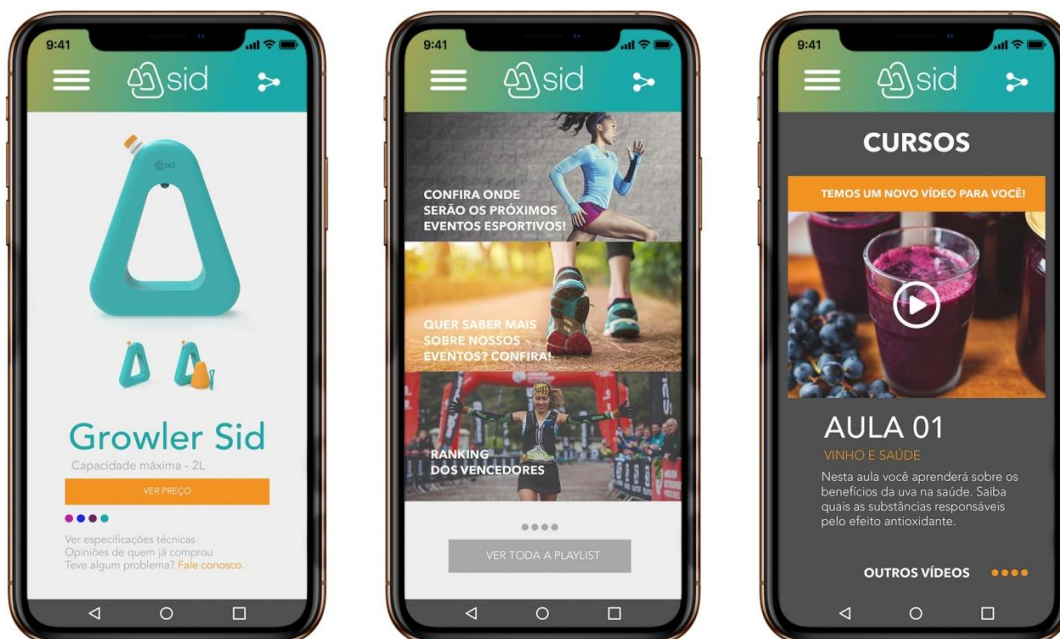 9:41
sid
sid
Growler Sid
Capacidade máxima - 2L
VER PREÇO
Ver especificações técnicas
Opiniões de quem já comprou
Teve algum problema? Fale conosco.
9:41
sid
CONFIRA ONDE
SERÃO OS PRÓXIMOS
EVENTOS ESPORTIVOS!
QUER SABER MAIS
SOBRE NOSSOS
EVENTOS? CONFIRA!
RANKING
DOS VENCEDORES
VER TODA A PLAYLIST
9:41
sid
CURSOS
TEMOS UM NOVO VÍDEO PARA VOCÊ!
AULA 01
VINHO E SAÚDE
Nesta aula você aprenderá sobre os
benefícios da uva na saúde. Saiba
quais as substâncias responsáveis
pelo efeito antioxidante.
OUTROS VÍDEOS